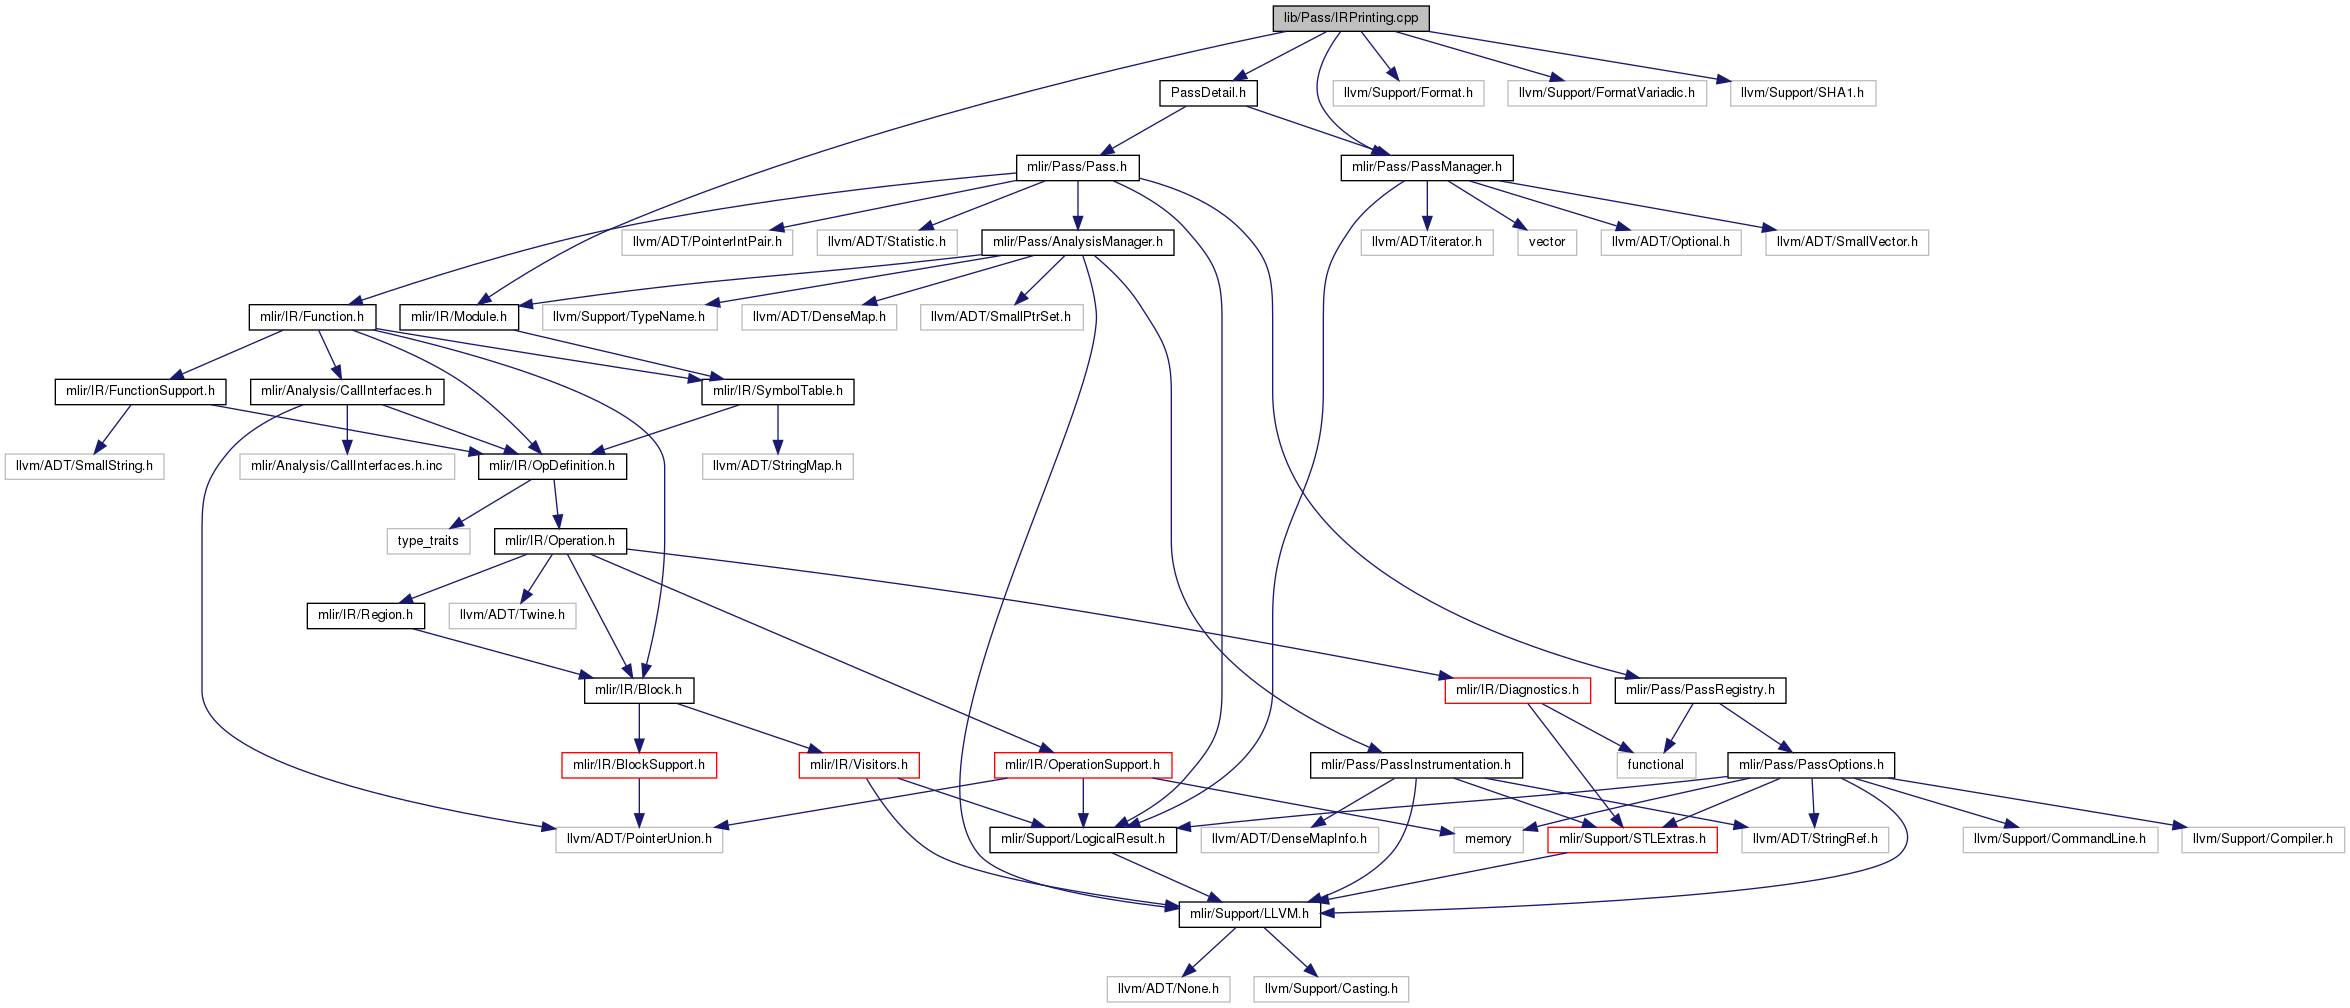 lib/Pass/IRPrinting.cpp
PassDetail.h
llvm/Support/Format.h
llvm/Support/FormatVariadic.h
llvm/Support/SHA1.h
mlir/Pass/Pass.h
mlir/Pass/PassManager.h
llvm/ADT/PointerIntPair.h
llvm/ADT/Statistic.h
mlir/Pass/AnalysisManager.h
llvm/ADT/iterator.h
vector
llvm/ADT/Optional.h
llvm/ADT/SmallVector.h
mlir/IR/Function.h
mlir/IR/Module.h
llvm/Support/TypeName.h
llvm/ADT/DenseMap.h
llvm/ADT/SmallPtrSet.h
mlir/IR/FunctionSupport.h
mlir/Analysis/CallInterfaces.h
mlir/IR/SymbolTable.h
llvm/ADT/SmallString.h
mlir/Analysis/CallInterfaces.h.inc
mlir/IR/OpDefinition.h
llvm/ADT/StringMap.h
type_traits
mlir/IR/Operation.h
mlir/IR/Region.h
llvm/ADT/Twine.h
mlir/IR/Block.h
mlir/IR/Diagnostics.h
mlir/Pass/PassRegistry.h
mlir/IR/BlockSupport.h
mlir/IR/Visitors.h
mlir/IR/OperationSupport.h
mlir/Pass/PassInstrumentation.h
functional
mlir/Pass/PassOptions.h
llvm/ADT/PointerUnion.h
mlir/Support/LogicalResult.h
llvm/ADT/DenseMapInfo.h
memory
mlir/Support/STLExtras.h
llvm/ADT/StringRef.h
llvm/Support/CommandLine.h
llvm/Support/Compiler.h
mlir/Support/LLVM.h
llvm/ADT/None.h
llvm/Support/Casting.h